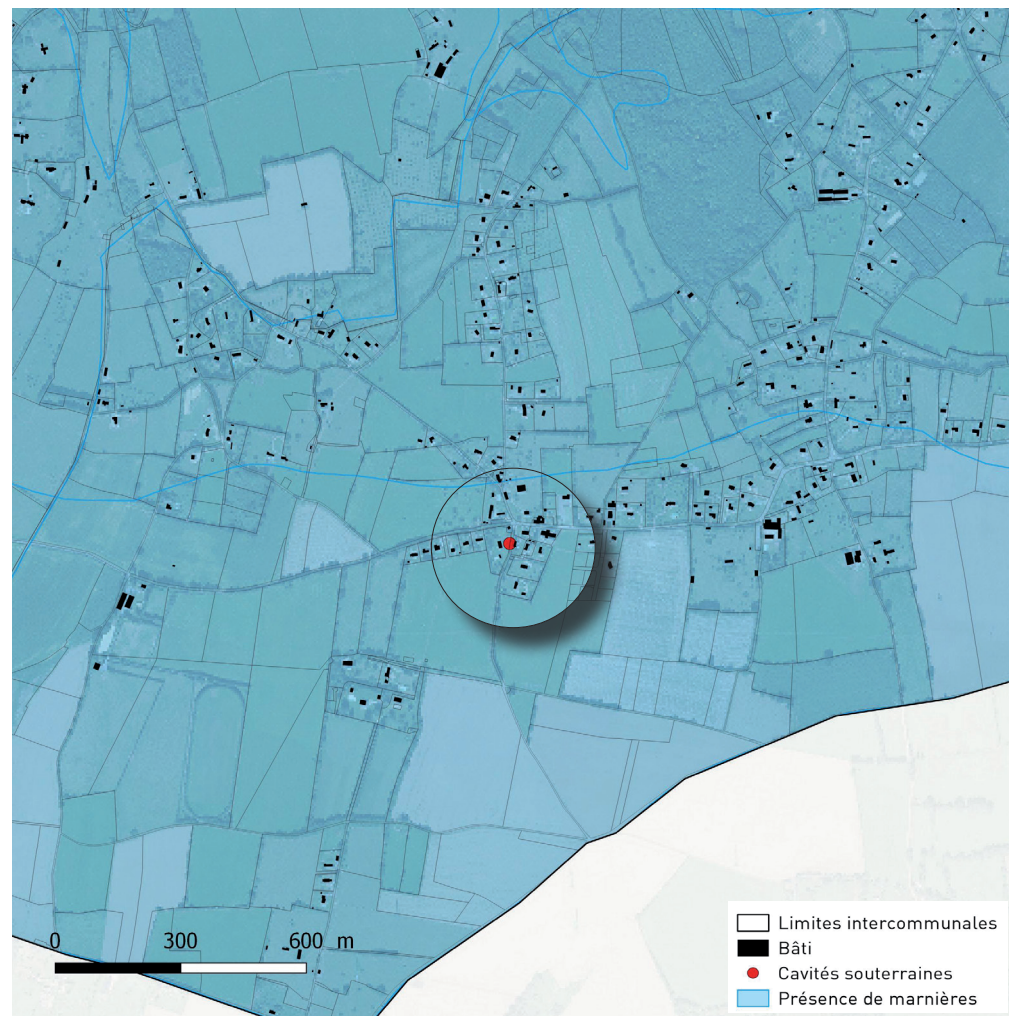 0 300 600 m
Limites intercommunales
Bâti
Cavités souterraines
Présence de marnières